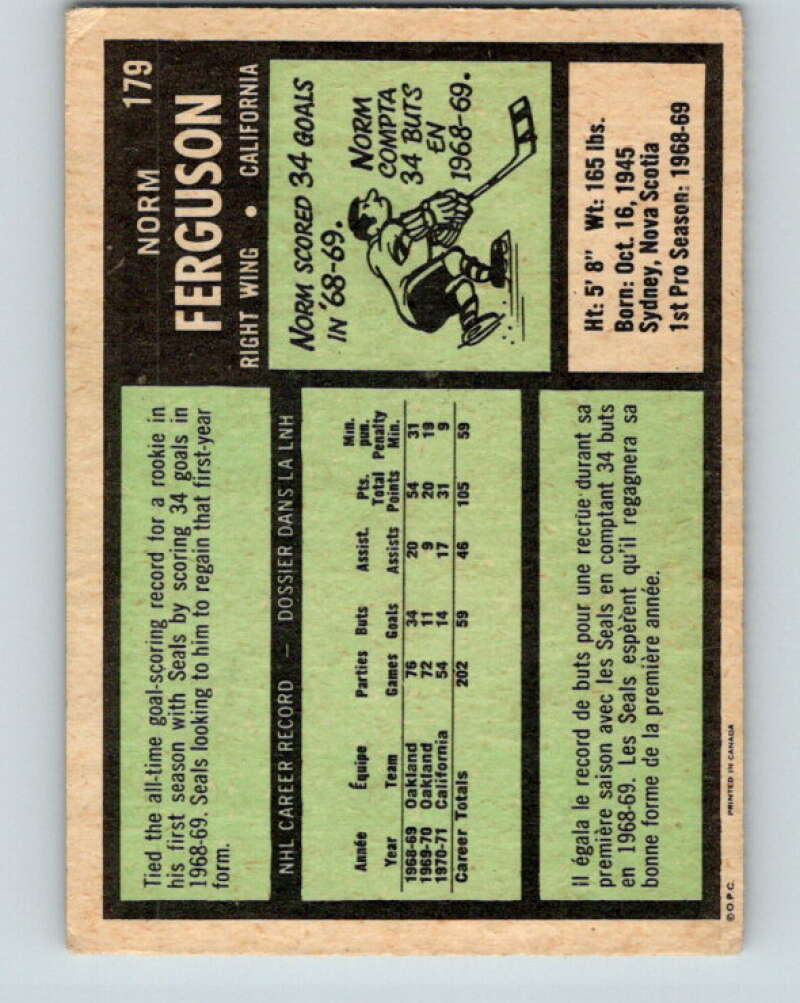 179
NORM
FERGUSON
RIGHT WING • CALIFORNIA
Tied the all-time goal-scoring record for a rookie in
his first season with Seals by scoring 34 goals in
1968-69. Seals looking to him to regain that first-year
form.
NORM SCORED 34 GOALS
IN '68-69.
NORM
COMPTA
34 BUTS
EN
1968-69.
NHL CAREER RECORD — DOSSIER DANS LA LNH
Année Équipe Parties Buts Assist. Pts. Min. pun.
Year Team Games Goals Assists Total Points Penalty Min.
1968-69 Oakland 76 34 20 54 31
1969-70 Oakland 72 11 9 20 19
1970-71 California 54 14 17 31 9
Career Totals 202 59 46 105 59
Ht: 5' 8" Wt: 165 lbs.
Born: Oct. 16, 1945
Sydney, Nova Scotia
1st Pro Season: 1968-69
Il égala le record de buts pour une recrüe durant sa
première saison avec les Seals en comptant 34 buts
en 1968-69. Les Seals espèrent qu'il regagnera sa
bonne forme de la première année.
© O.P.C. PRINTED IN CANADA